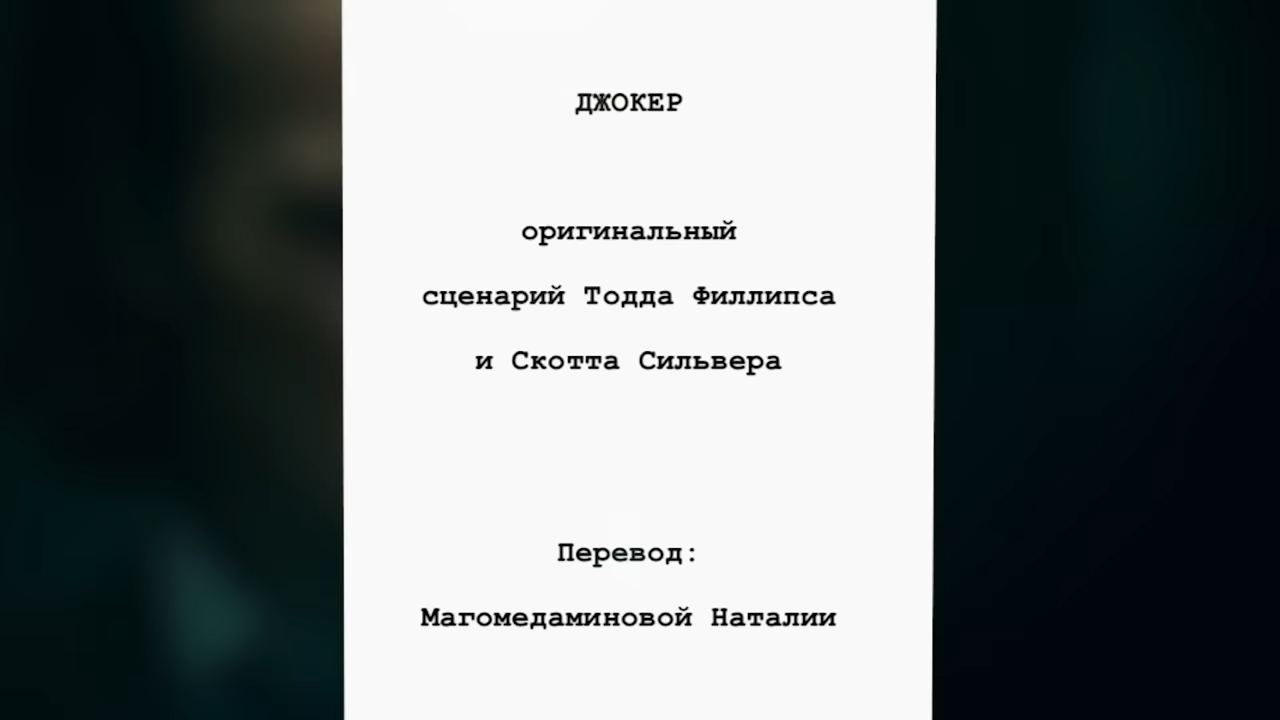 ДЖОКЕР
оригинальный
сценарий Тодда Филлипса
и Скотта Сильвера
Перевод:
Магомедаминовой Наталии